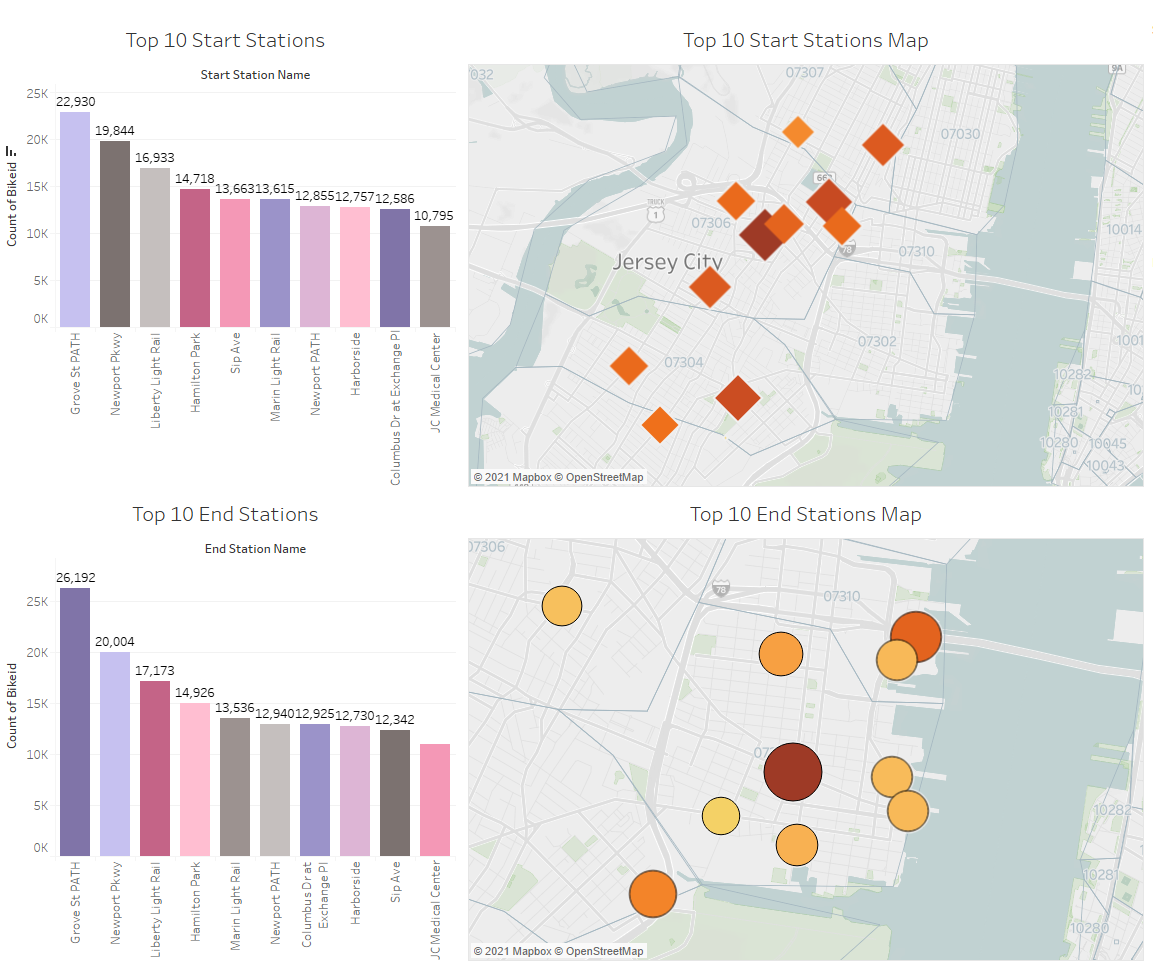 Top 10 Start Stations
Start Station Name
Count of Bikeid
25K
20K
15K
10K
5K
0K
22,930
19,844
16,933
14,718
13,663
13,615
12,855
12,757
12,586
10,795
Grove St PATH
Newport Pkwy
Liberty Light Rail
Hamilton Park
Sip Ave
Marin Light Rail
Newport PATH
Harborside
Columbus Dr at Exchange Pl
JC Medical Center
Top 10 Start Stations Map
032
07307
9A
07030
TRUCK
1
07306
78
07310
10014
Jersey City
07302
1001
07304
10282
10
10281
10280
10045
10043
© 2021 Mapbox © OpenStreetMap
Top 10 End Stations
End Station Name
Count of Bikeid
25K
20K
15K
10K
5K
0K
26,192
20,004
17,173
14,926
13,536
12,940
12,925
12,730
12,342
Grove St PATH
Newport Pkwy
Liberty Light Rail
Hamilton Park
Marin Light Rail
Newport PATH
Columbus Dr at
Exchange Pl
Harborside
Sip Ave
JC Medical Center
Top 10 End Stations Map
07306
78
07310
10282
10281
10280
© 2021 Mapbox © OpenStreetMap